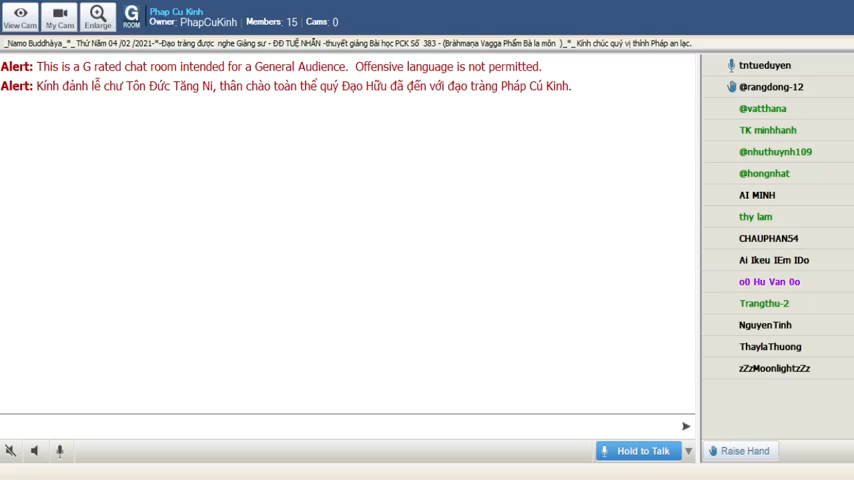 View Cam
My Cam
Enlarge
G
ROOM
Phap Cu Kinh
Owner: PhapCuKinh | Members: 15 | Cams: 0
_Namo Buddhàya_*_ Thứ Năm 04 /02 /2021-*-Đạo tràng được nghe Giảng sư - ĐĐ TUỆ NHÂN -thuyết giảng Bài học PCK Số 383 - (Bràhmaṇa Vagga Phẩm Bà la môn )_*_ Kính chúc quý vị thính Pháp an lạc.
Alert: This is a G rated chat room intended for a General Audience. Offensive language is not permitted.
Alert: Kính đảnh lễ chư Tôn Đức Tăng Ni, thân chào toàn thể quý Đạo Hữu đã đến với đạo tràng Pháp Cú Kinh.
tntueduyen
@rangdong-12
@vatthana
TK minhhanh
@nhuthuynh109
@hongnhat
AI MINH
thy lam
CHAUPHAN54
Ai Ikeu IEm IDo
o0 Hu Van 0o
Trangthu-2
NguyenTinh
ThaylaThuong
zZzMoonlightzZz
Hold to Talk
Raise Hand